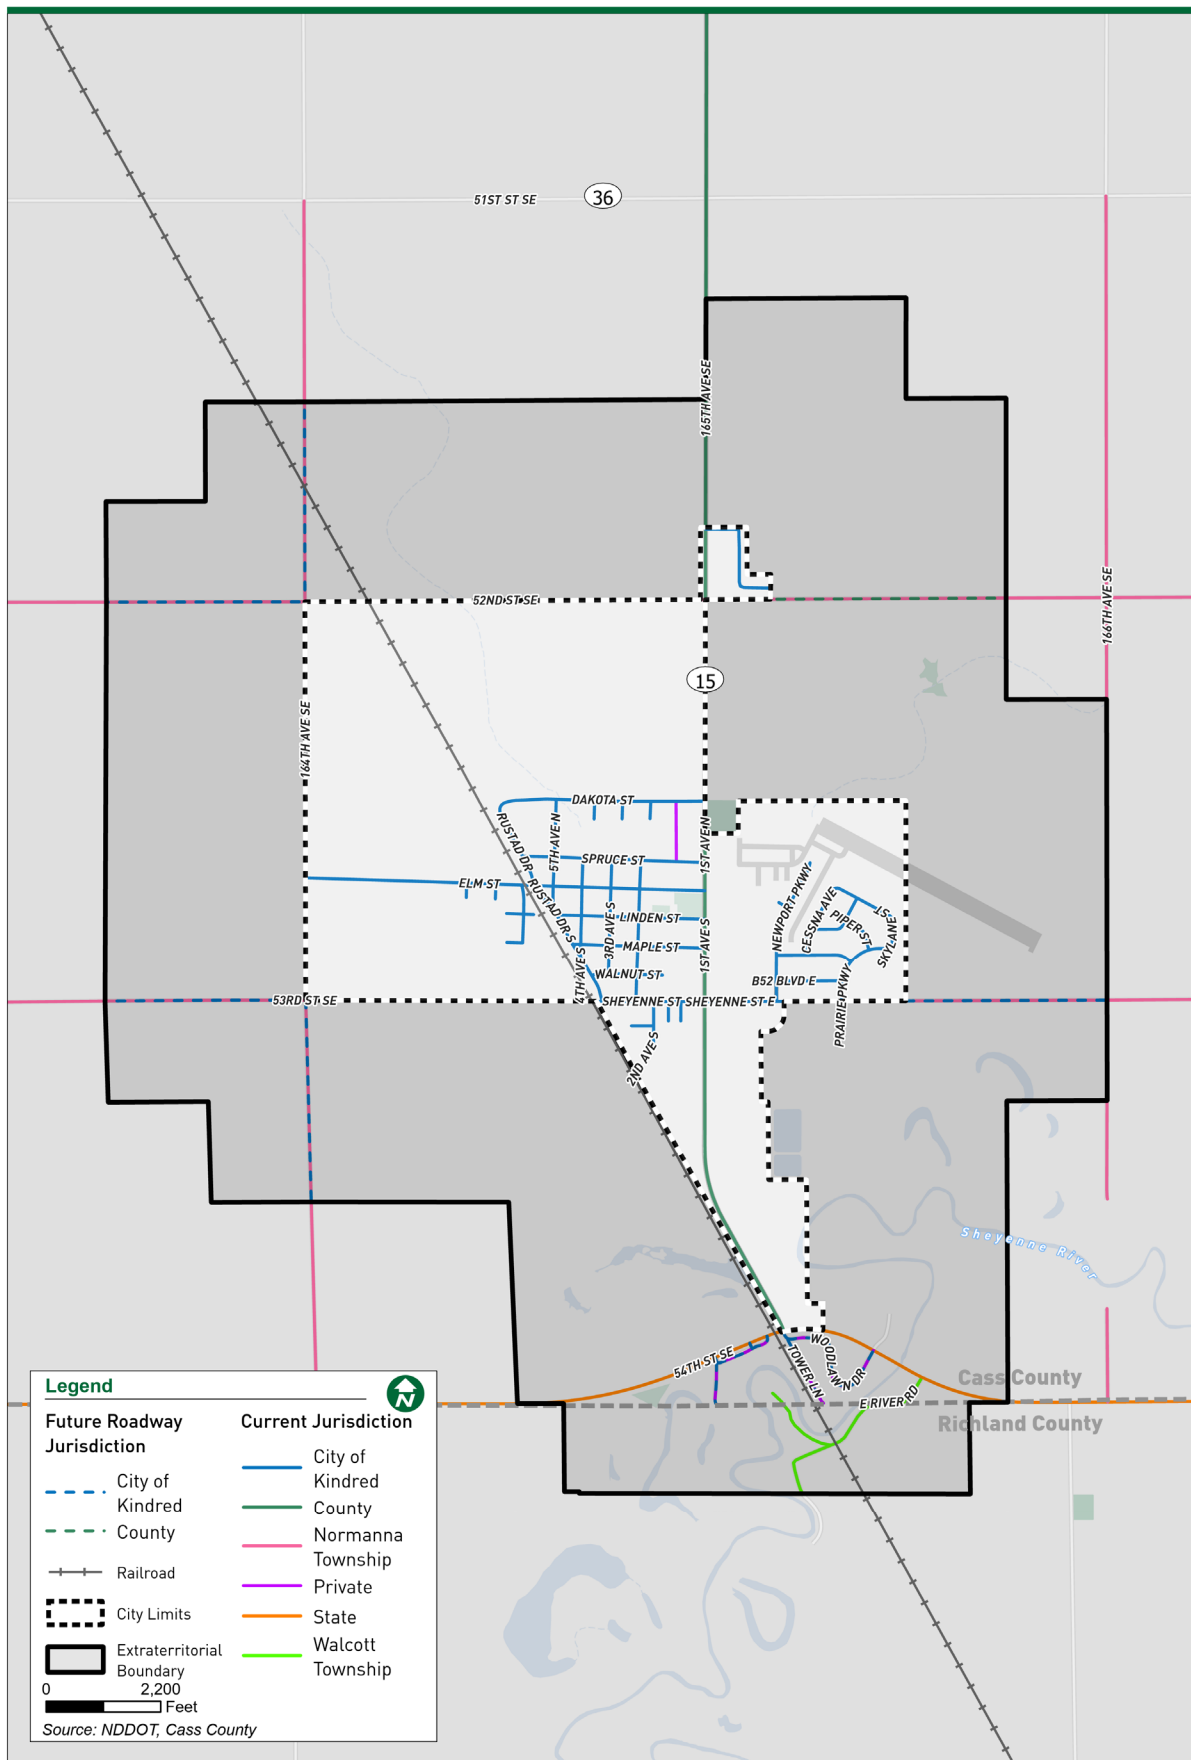 51ST ST SE
36
165TH AVE SE
166TH AVE SE
52ND ST SE
15
164TH AVE SE
DAKOTA ST
RUSTAD DR
5TH AVE N
1ST AVE N
SPRUCE ST
ELM ST
RUSTAD DR S
NEWPORT PKWY
CESSNA AVE
PIPER ST
SKYLANE ST
3RD AVE S
LINDEN ST
1ST AVE S
MAPLE ST
4TH AVE S
WALNUT ST
B52 BLVD E
PRAIRIE PKWY
53RD ST SE
SHEYENNE ST
SHEYENNE ST E
2ND AVE S
Sheyenne River
54TH ST SE
TOWER LN
WOODLAWN DR
E RIVER RD
Cass County
Richland County
Legend
N
Future Roadway
Jurisdiction
City of
Kindred
County
Railroad
City Limits
Extraterritorial
Boundary
0 2,200
Feet
Source: NDDOT, Cass County
Current Jurisdiction
City of
Kindred
County
Normanna
Township
Private
State
Walcott
Township